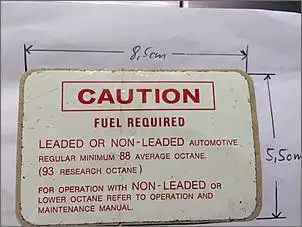 8,5cm
CAUTION
FUEL REQUIRED
LEADED OR NON-LEADED AUTOMOTIVE
REGULAR MINIMUM 88 AVERAGE OCTANE.
(93 RESEARCH OCTANE)
FOR OPERATION WITH NON-LEADED OR
LOWER OCTANE REFER TO OPERATION AND
MAINTENANCE MANUAL.
5,5cm